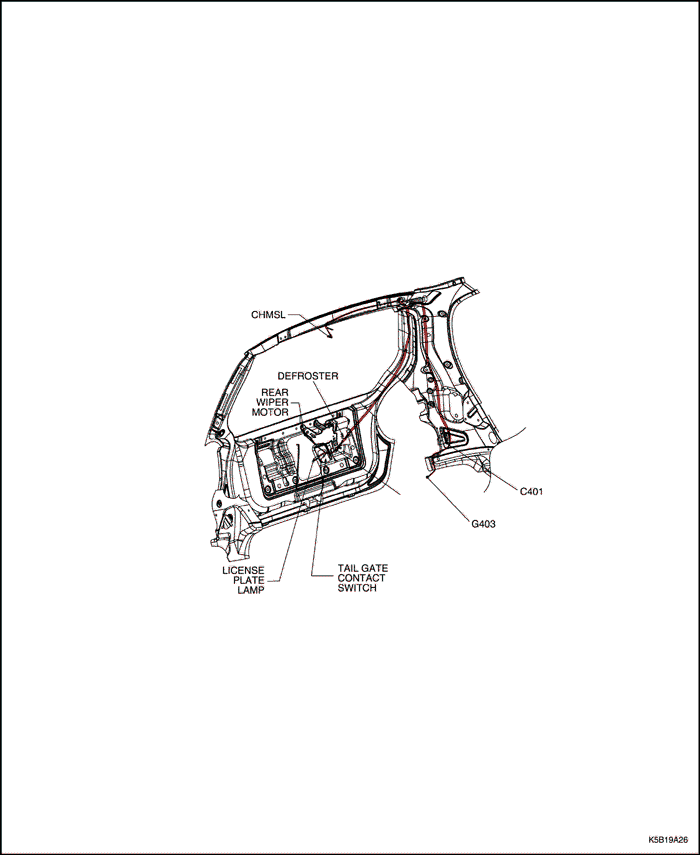 CHMSL
DEFROSTER
REAR
WIPER
MOTOR
C401
G403
LICENSE
PLATE
LAMP
TAIL GATE
CONTACT
SWITCH
K5B19A26